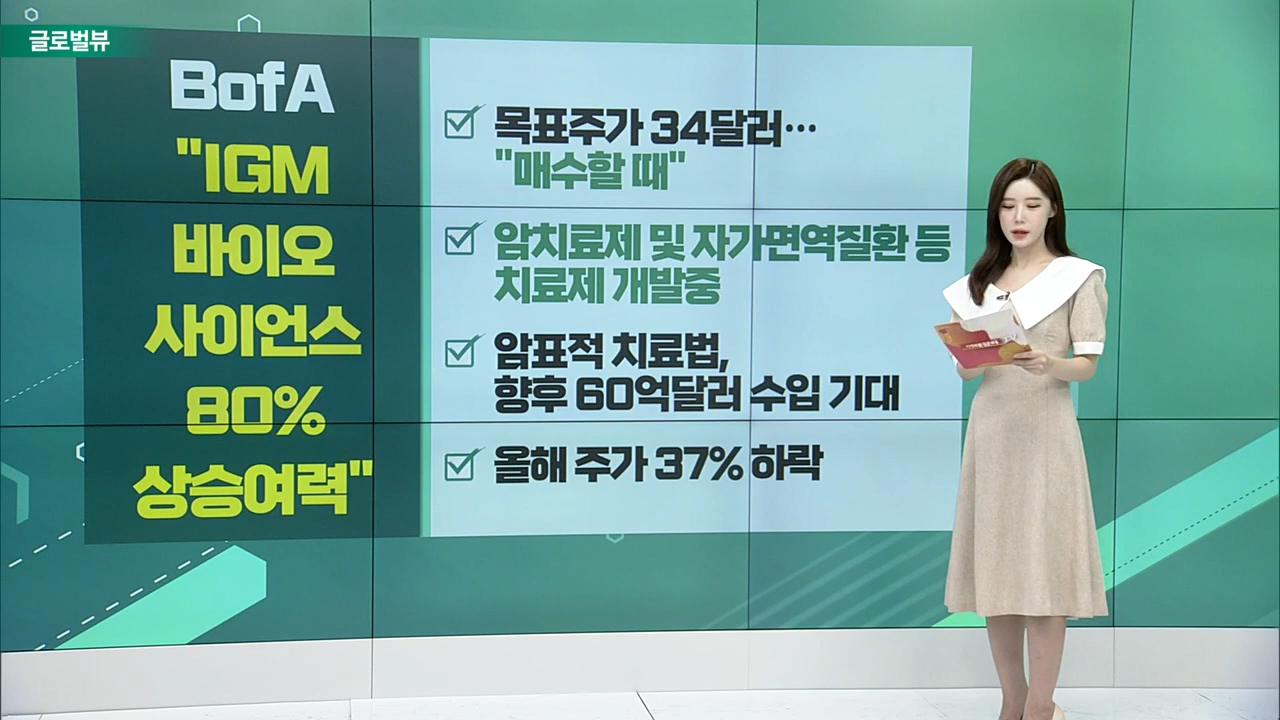 글로벌뷰
BofA
"IGM
바이오
사이언스
80%
상승여력"
목표주가 34달러…
"매수할 때"
암치료제 및 자가면역질환 등
치료제 개발중
암표적 치료법,
향후 60억달러 수입 기대
올해 주가 37% 하락